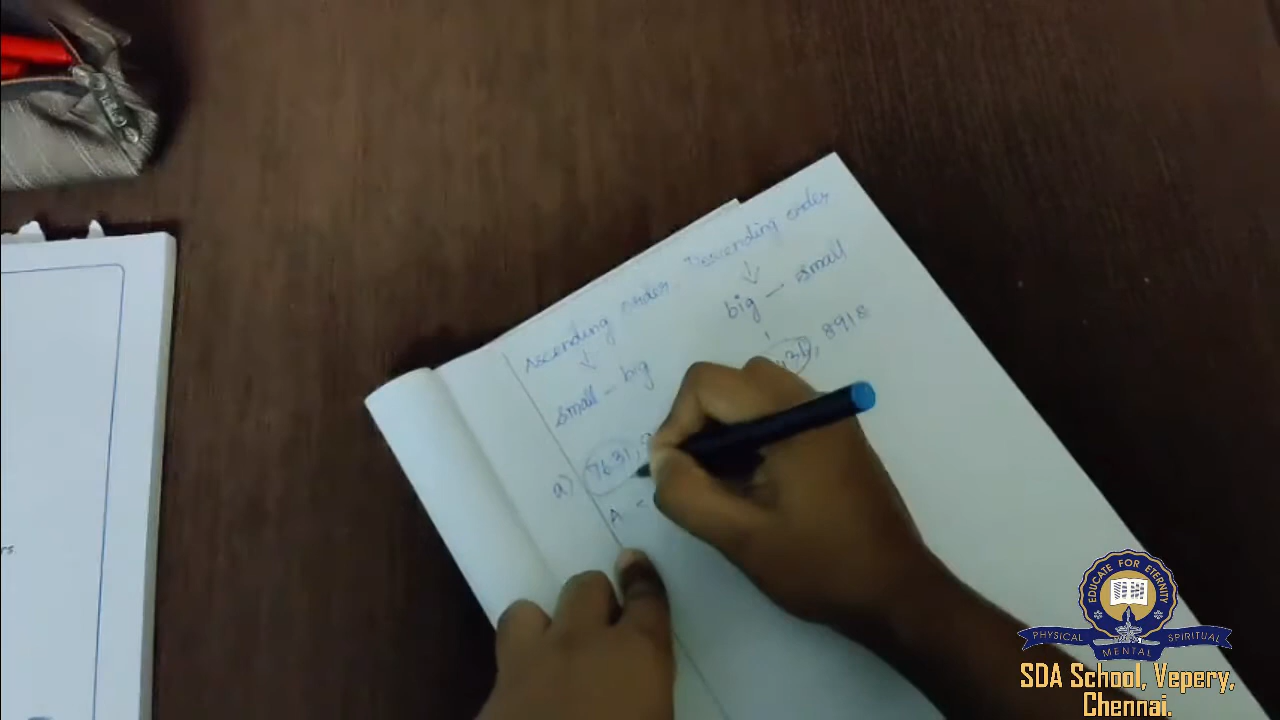 Ascending order Descending order
small - big
big - small
a) 7631, 8918
A
EDUCATE FOR ETERNITY
PHYSICAL MENTAL SPIRITUAL
SDA School, Vepery,
Chennai.